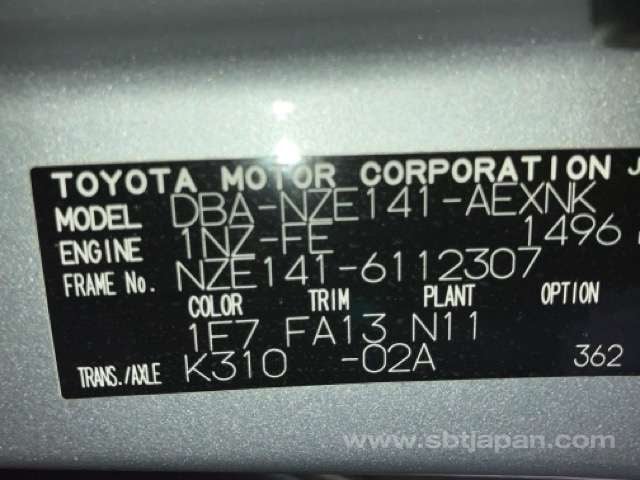 TOYOTA MOTOR CORPORATION J
MODEL DBA-NZE141-AEXNK
ENGINE 1NZ-FE 1496
FRAME No. NZE141-6112307
COLOR TRIM PLANT OPTION
1E7 FA13 N11
TRANS./AXLE K310 -02A 362
www.sbtjapan.com